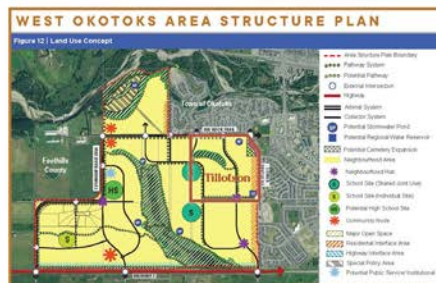 WEST OKOTOKS AREA STRUCTURE PLAN
Figure 12 | Land Use Concept
Town of Okotoks
Foothills
County
Tillotson
HS
S
S
S
Area Structure Plan Boundary
Pathway System
Potential Pathway
External Intersection
Highway
Arterial System
Collector System
Potential Stormwater Pond
Potential Regional Water Reservoir
Potential Cemetery Expansion
Neighbourhood Area
Neighbourhood Hub
School Site (Shared Joint Use)
School Site (Individual Site)
Potential High School Site
Community Node
Major Open Space
Residential Interface Area
Highway Interface Area
Special Policy Area
Potential Public Service/Institutional